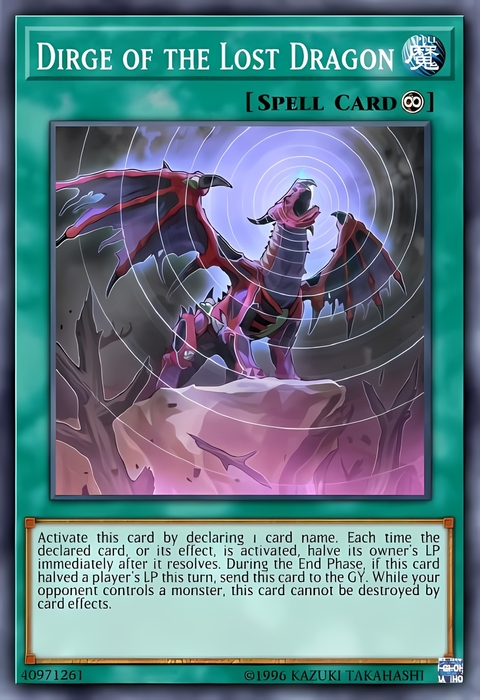 DIRGE OF THE LOST DRAGON 魔
[SPELL CARD]
Activate this card by declaring 1 card name. Each time the
declared card, or its effect, is activated, halve its owner's LP
immediately after it resolves. During the End Phase, if this card
halved a player's LP this turn, send this card to the GY. While your
opponent controls a monster, this card cannot be destroyed by
card effects.
40971261
©1996 KAZUKI TAKAHASHI